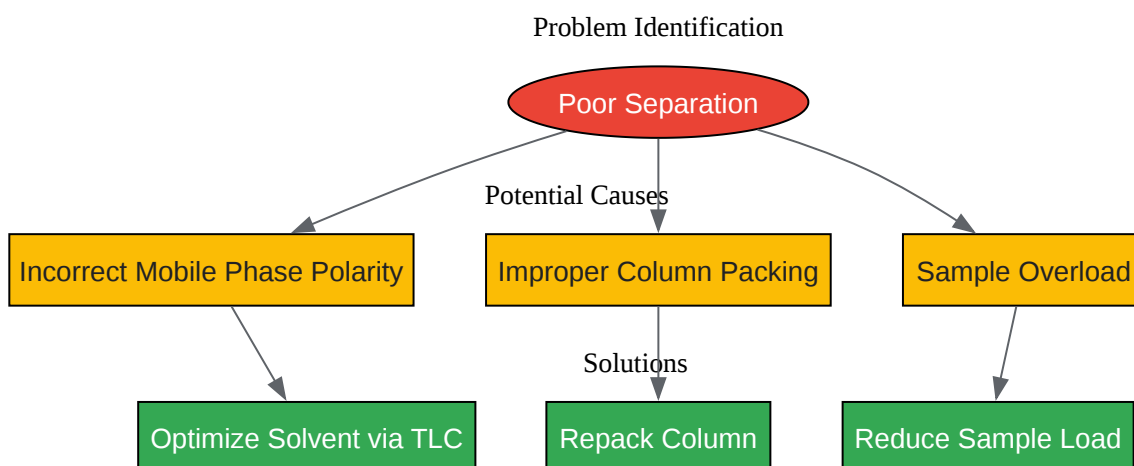 Problem Identification
Poor Separation
Potential Causes
Incorrect Mobile Phase Polarity
Improper Column Packing
Sample Overload
Solutions
Optimize Solvent via TLC
Repack Column
Reduce Sample Load